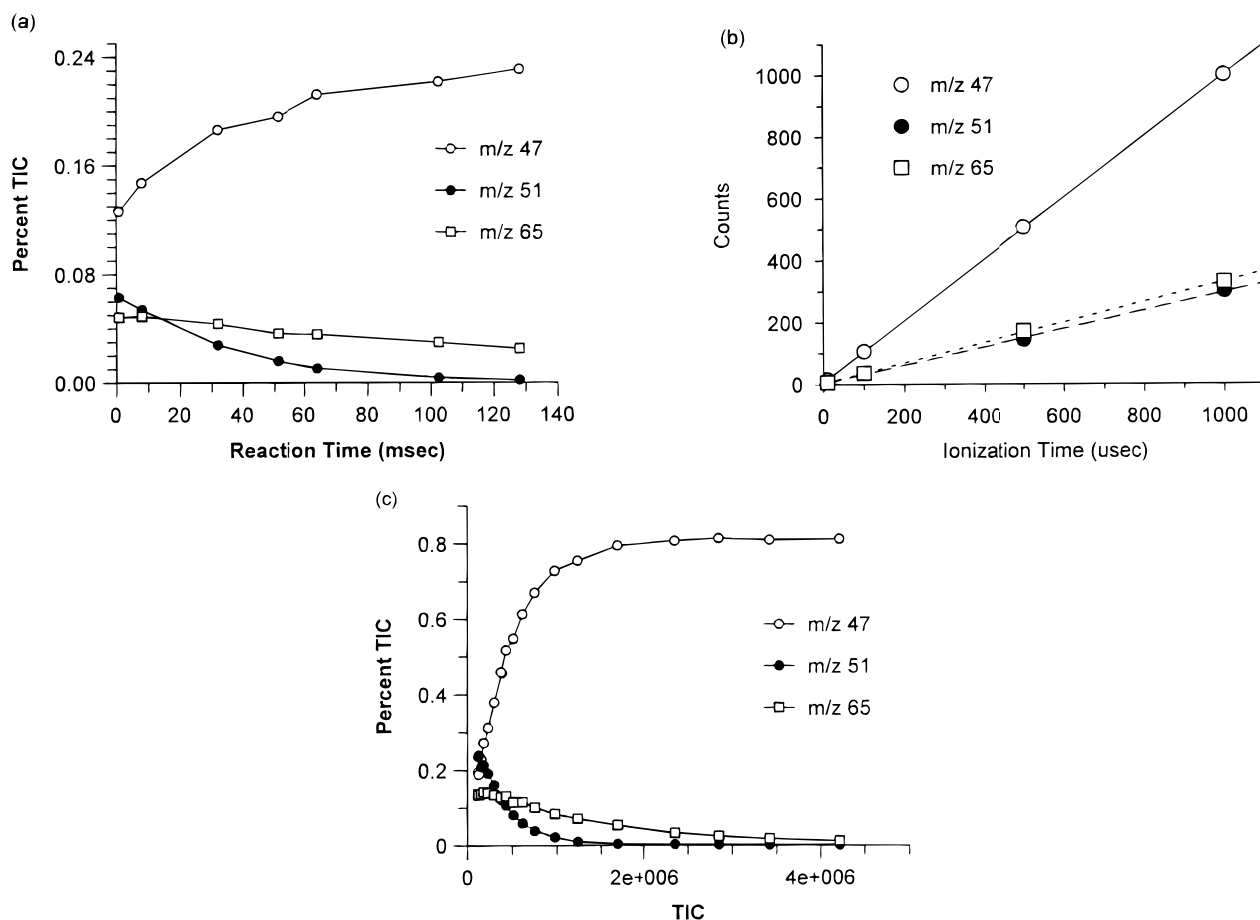 (a)
0.24
0.16
0.08
0.00
Percent TIC
m/z 47
m/z 51
m/z 65
0 20 40 60 80 100 120 140
Reaction Time (msec)
(b)
1000
800
600
400
200
0
Counts
m/z 47
m/z 51
m/z 65
0 200 400 600 800 1000
Ionization Time (usec)
(c)
0.8
0.6
0.4
0.2
0
Percent TIC
m/z 47
m/z 51
m/z 65
0 2e+006 4e+006
TIC